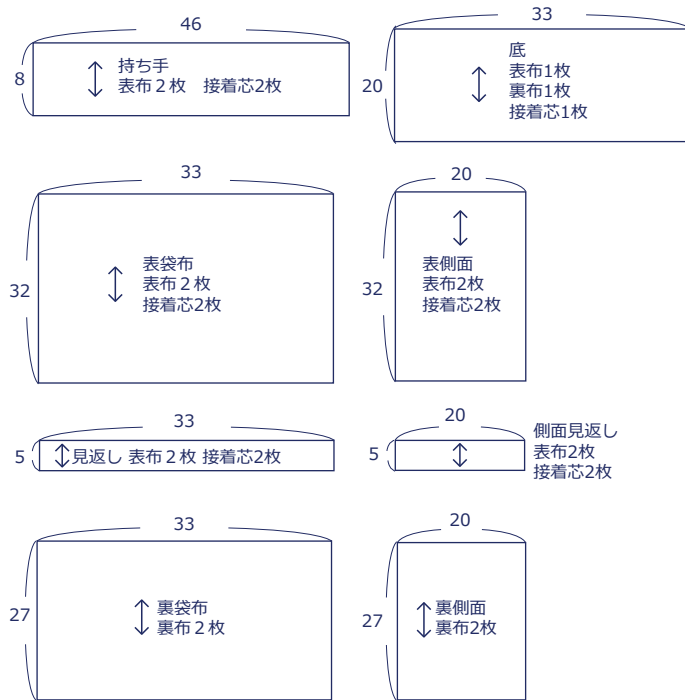 46
8
持ち手
表布２枚　接着芯2枚
33
20
底
表布1枚
裏布1枚
接着芯1枚
33
32
表袋布
表布２枚
接着芯2枚
20
32
表側面
表布2枚
接着芯2枚
33
5
見返し 表布２枚 接着芯2枚
20
5
側面見返し
表布2枚
接着芯2枚
33
27
裏袋布
裏布２枚
20
27
裏側面
裏布2枚